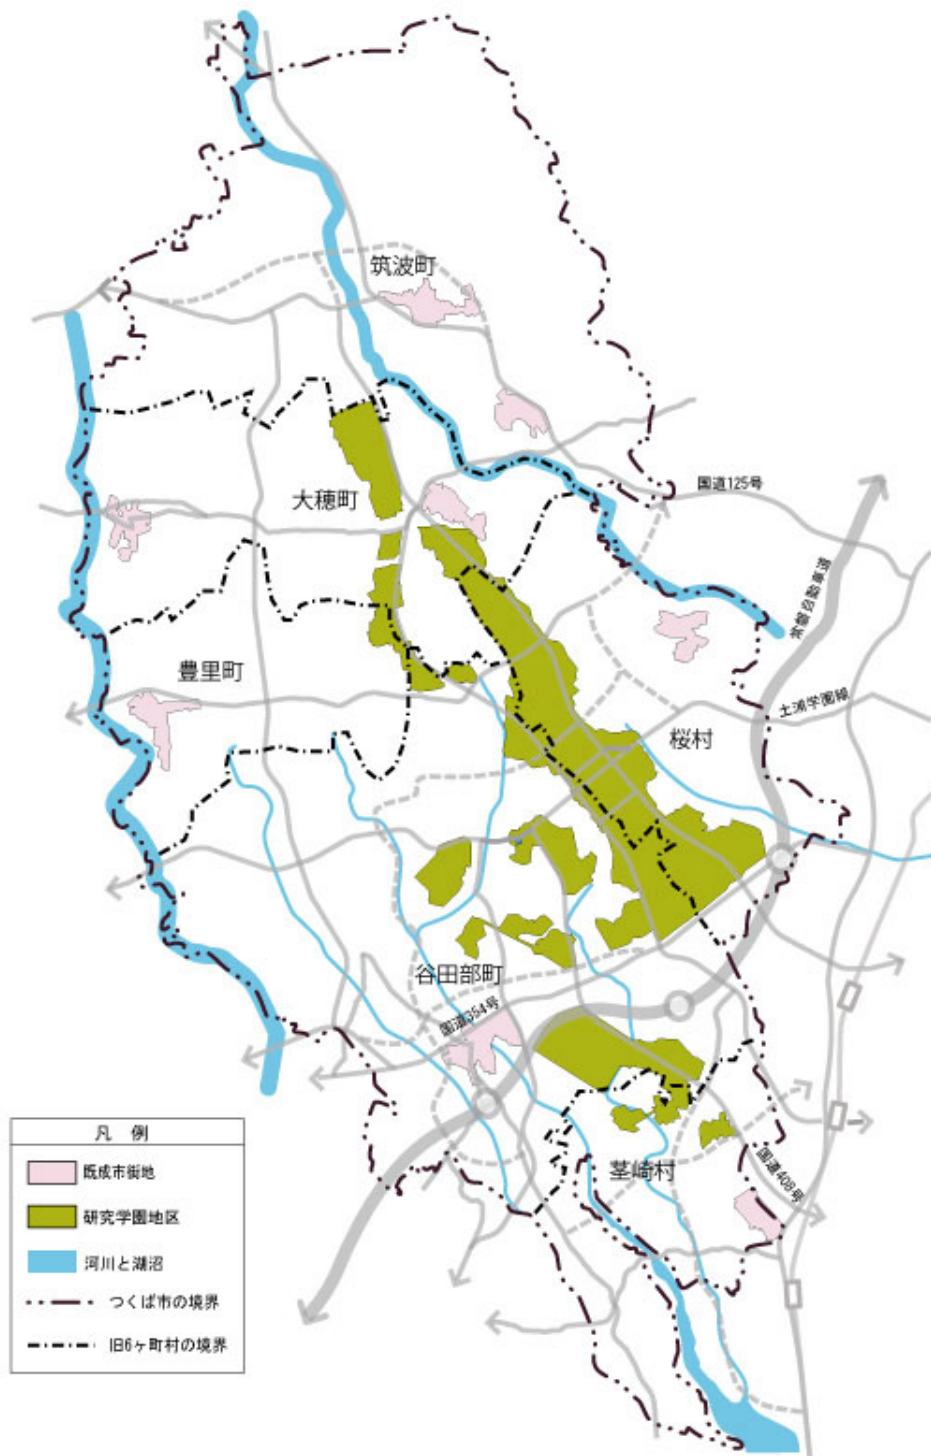 筑波町
大穂町
国道125号
常磐自動車道
豊里町
土浦学園線
桜村
谷田部町
国道354号
茎崎村
国道408号
凡 例
既成市街地
研究学園地区
河川と湖沼
つくば市の境界
旧6ヶ町村の境界